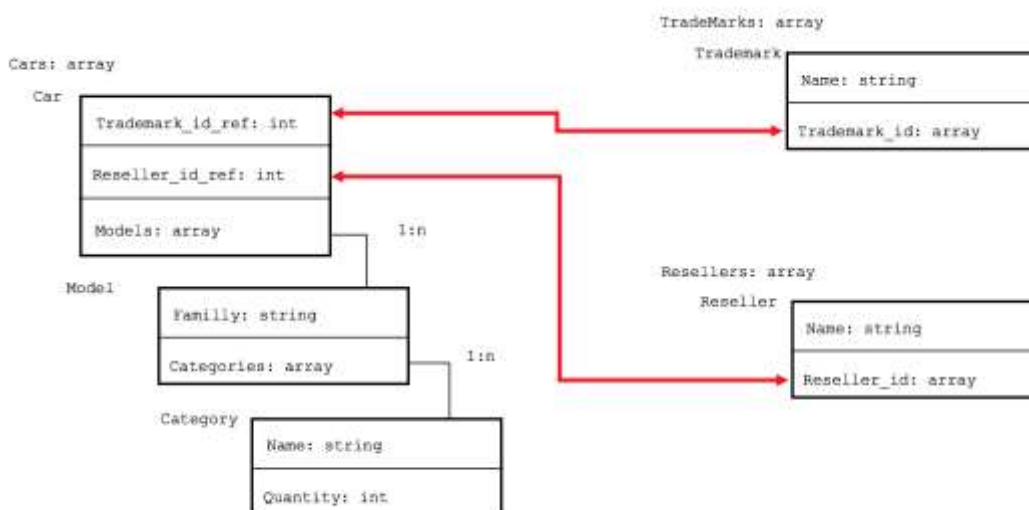 TradeMarks: array
Trademark
Name: string
Trademark_id: array
Cars: array
Car
Trademark_id_ref: int
Reseller_id_ref: int
Models: array
1:n
Model
Familly: string
Categories: array
1:n
Category
Name: string
Quantity: int
Resellers: array
Reseller
Name: string
Reseller_id: array